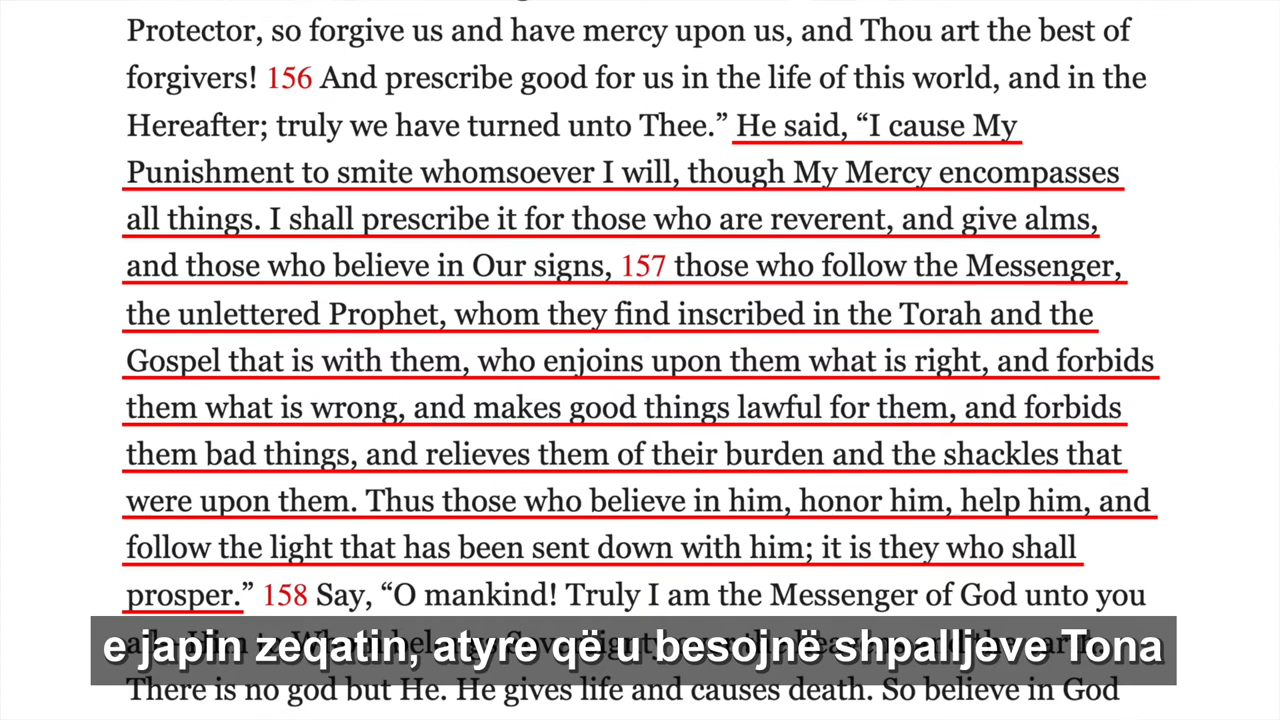 Protector, so forgive us and have mercy upon us, and Thou art the best of
forgivers! 156 And prescribe good for us in the life of this world, and in the
Hereafter; truly we have turned unto Thee.” He said, “I cause My
Punishment to smite whomsoever I will, though My Mercy encompasses
all things. I shall prescribe it for those who are reverent, and give alms,
and those who believe in Our signs, 157 those who follow the Messenger,
the unlettered Prophet, whom they find inscribed in the Torah and the
Gospel that is with them, who enjoins upon them what is right, and forbids
them what is wrong, and makes good things lawful for them, and forbids
them bad things, and relieves them of their burden and the shackles that
were upon them. Thus those who believe in him, honor him, help him, and
follow the light that has been sent down with him; it is they who shall
prosper.” 158 Say, “O mankind! Truly I am the Messenger of God unto you
e japin zeqatin, atyre që u besojnë shpalljeve Tona
There is no god but He. He gives life and causes death. So believe in God